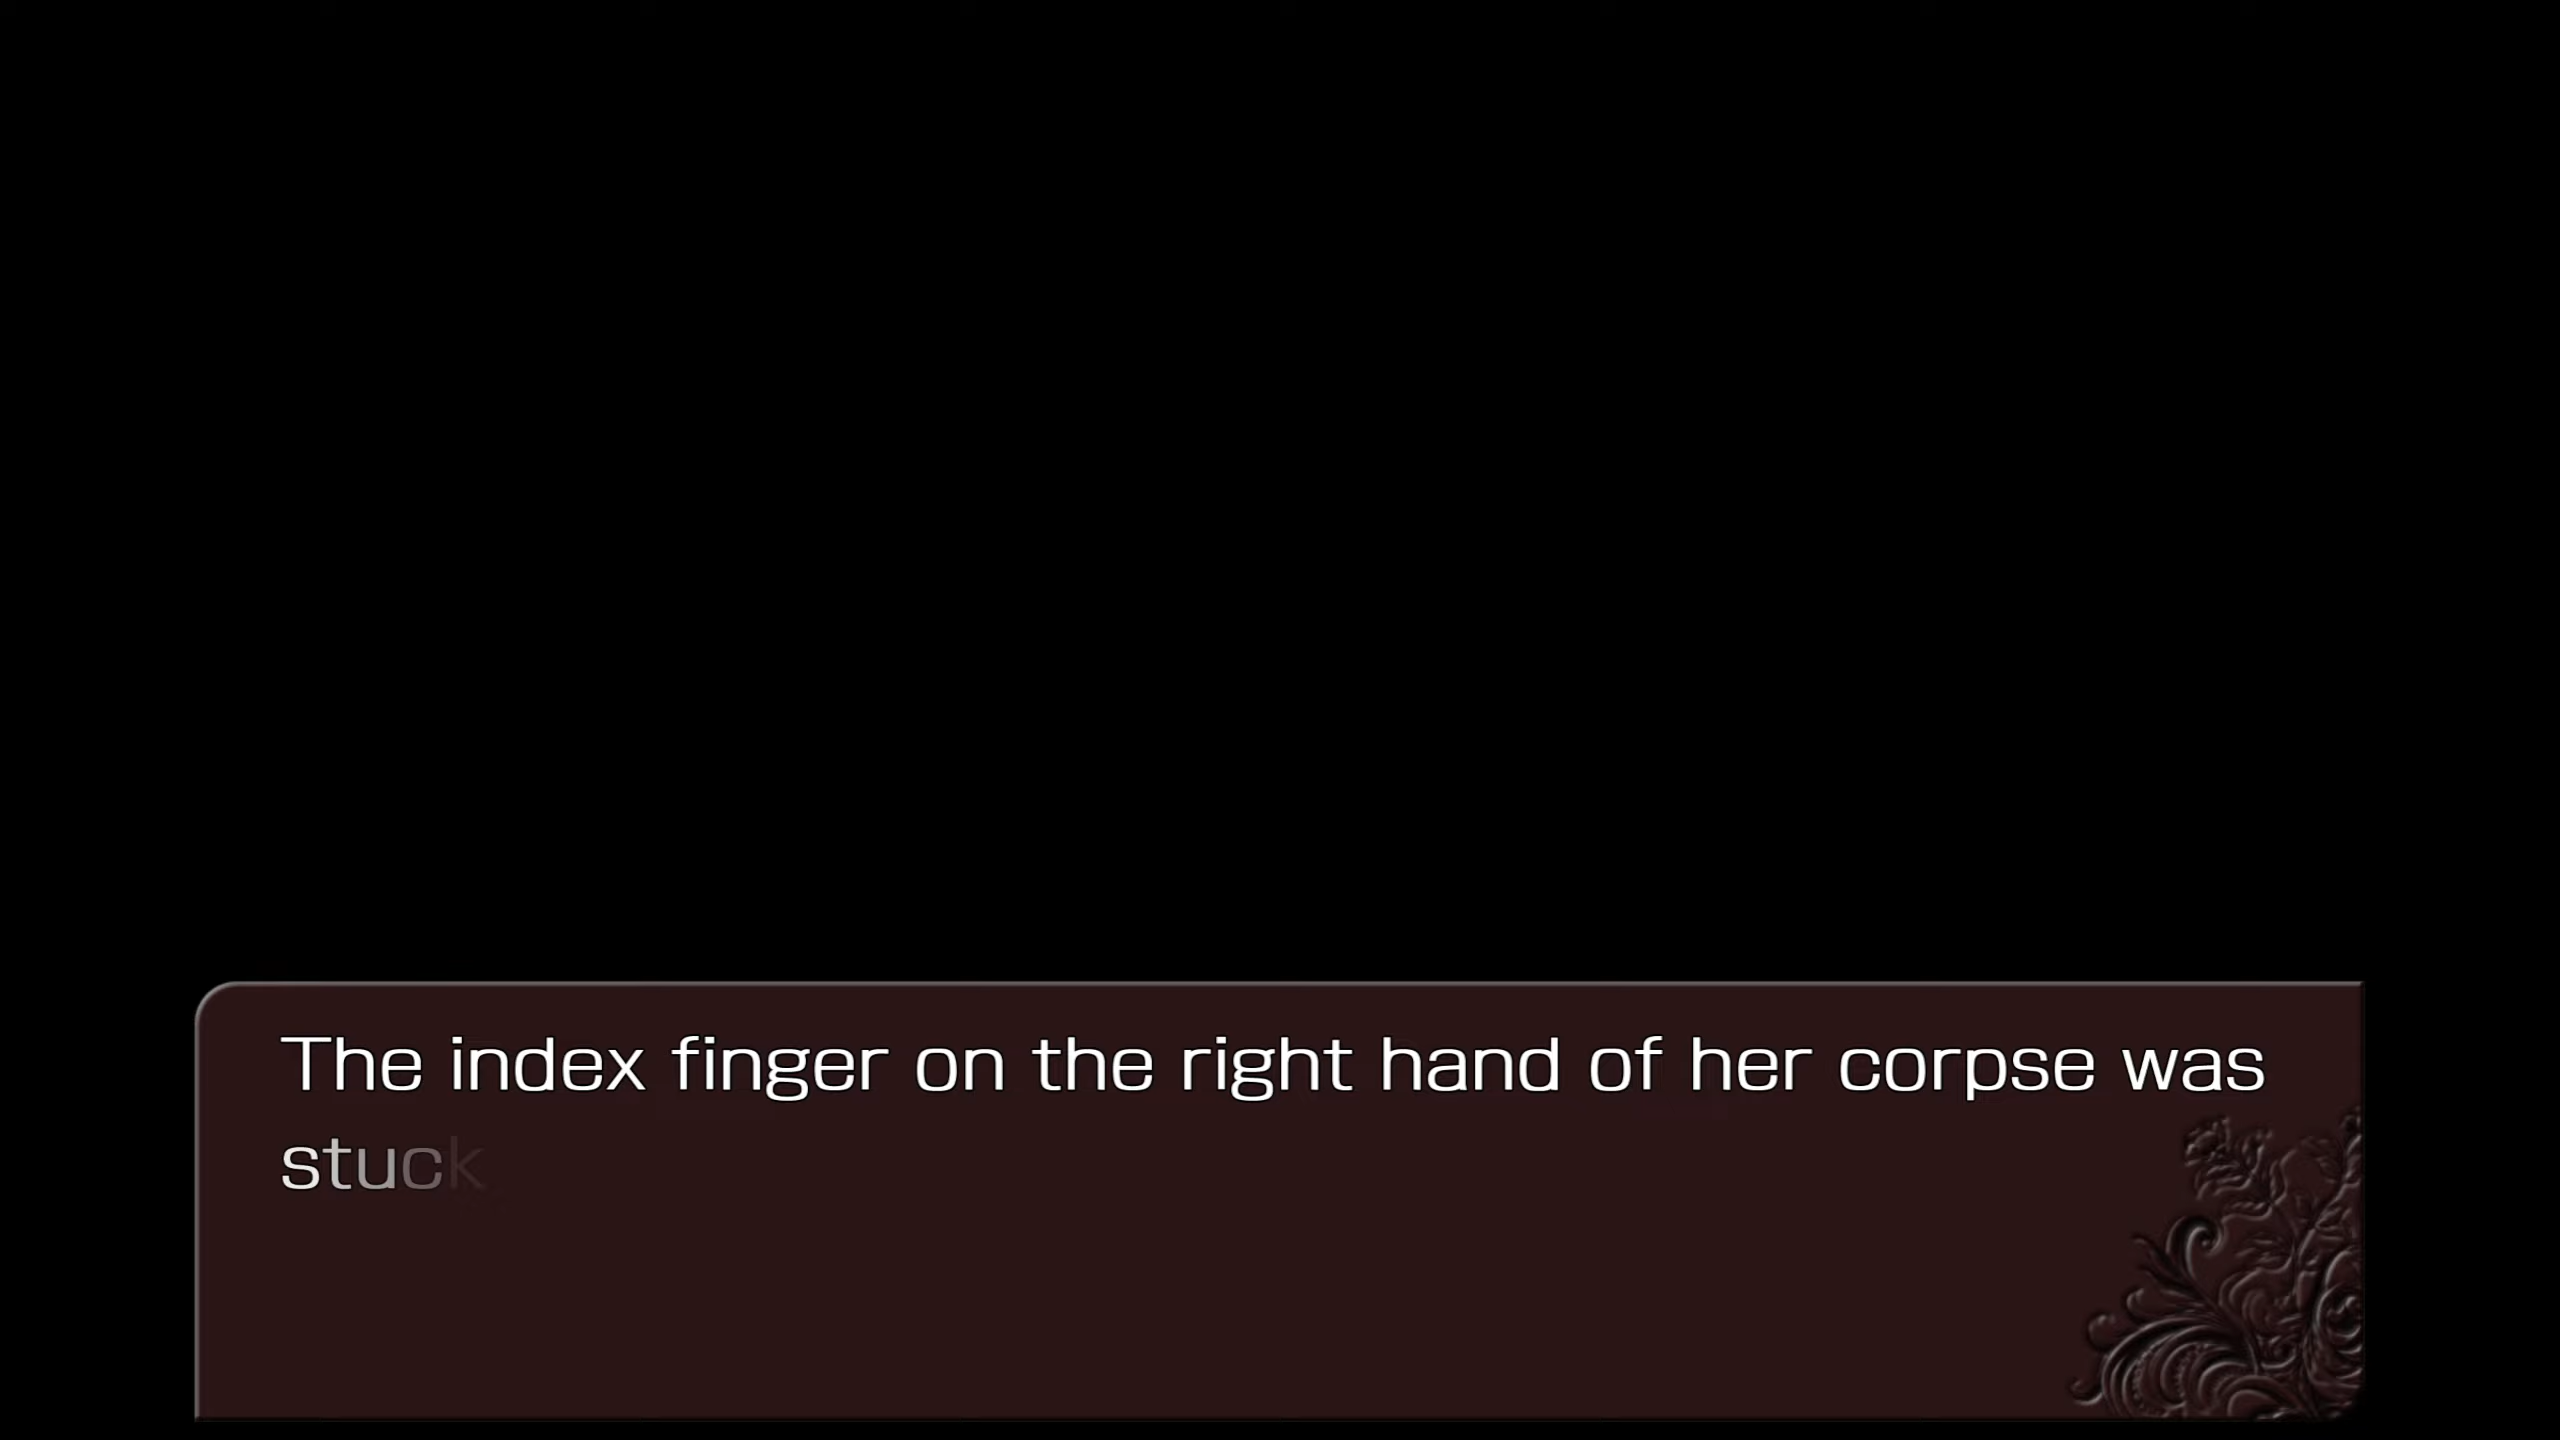 The index finger on the right hand of her corpse was
stuck